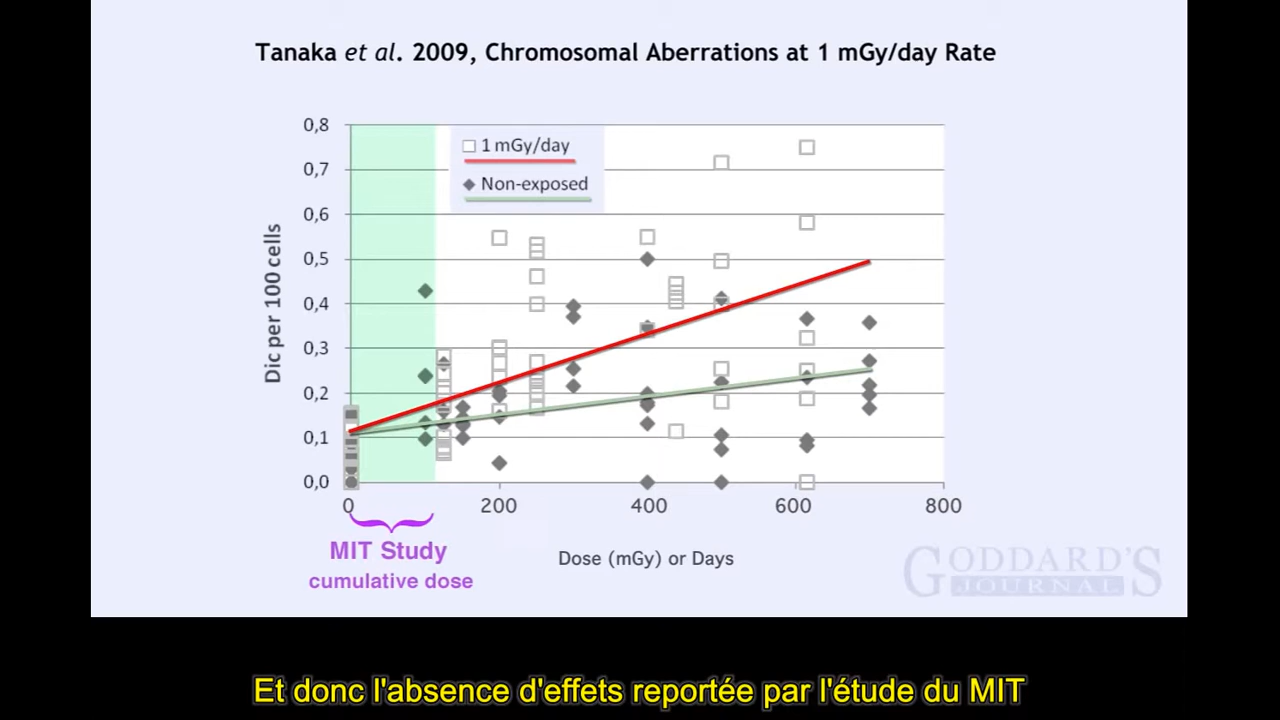 Tanaka et al. 2009, Chromosomal Aberrations at 1 mGy/day Rate
0,8
0,7
0,6
0,5
0,4
0,3
0,2
0,1
0,0
Dic per 100 cells
1 mGy/day
Non-exposed
0 200 400 600 800
MIT Study
cumulative dose
Dose (mGy) or Days
GODDARD'S
JOURNAL
Et donc l'absence d'effets reportée par l'étude du MIT